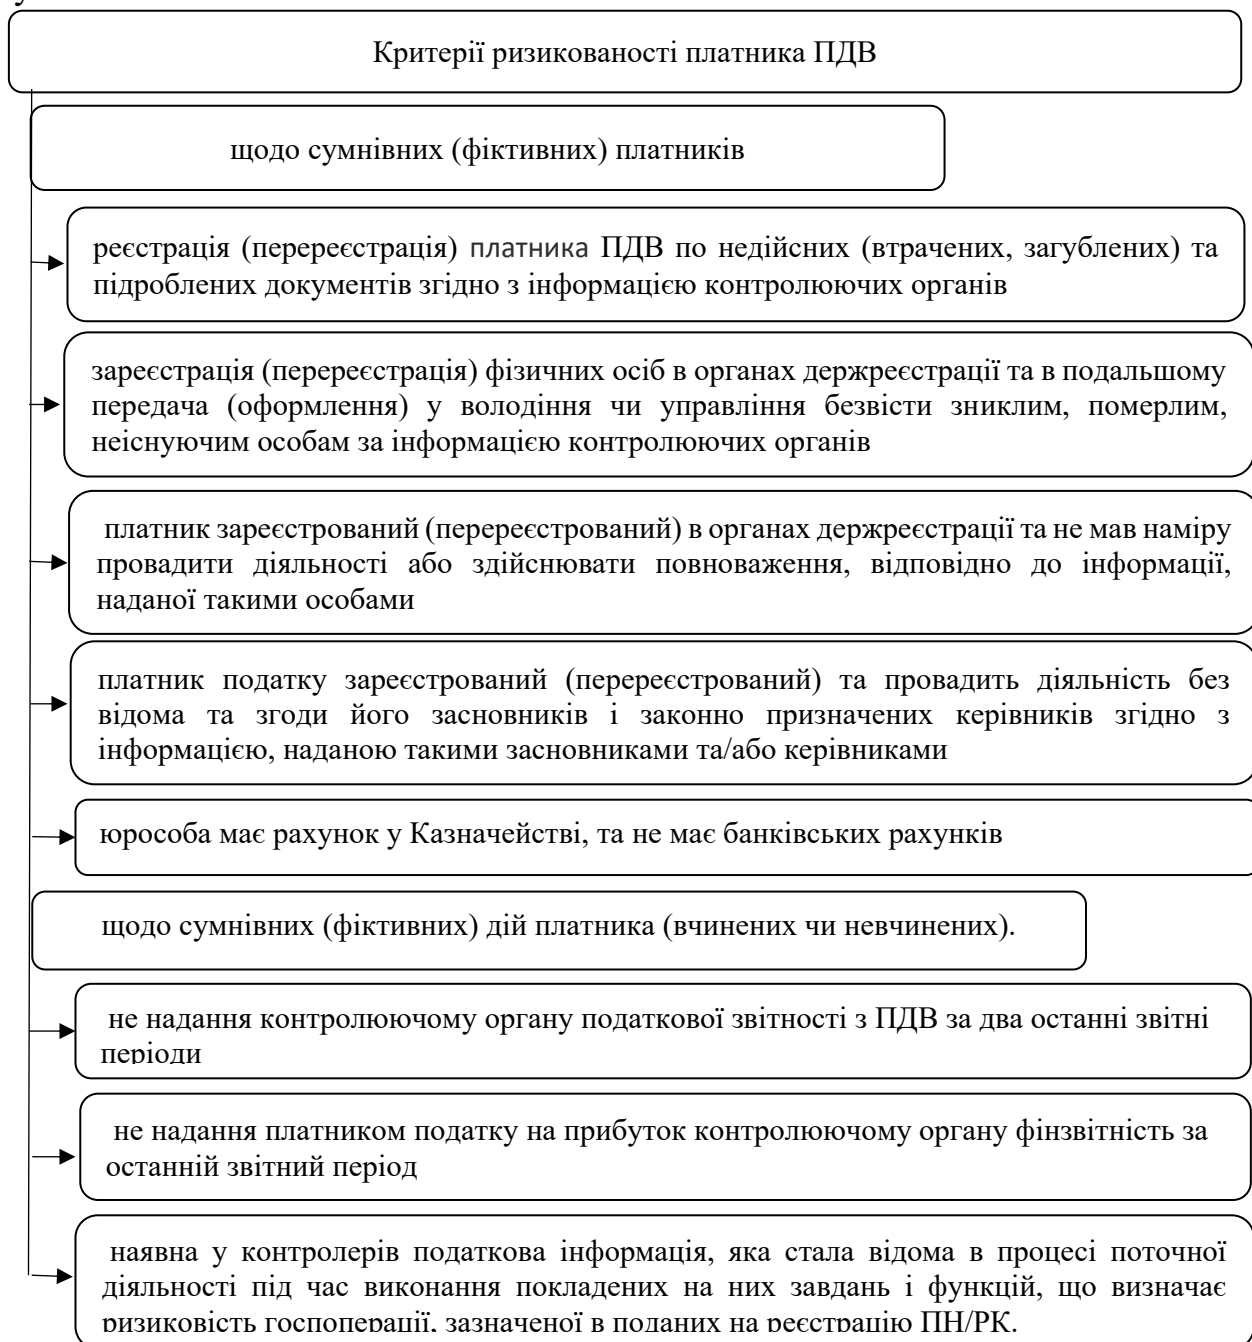 Критерії ризикованості платника ПДВ
щодо сумнівних (фіктивних) платників
реєстрація (перереєстрація) платника ПДВ по недійсних (втрачених, загублених) та
підроблених документів згідно з інформацією контролюючих органів
зареєстрація (перереєстрація) фізичних осіб в органах держреєстрації та в подальшому
передача (оформлення) у володіння чи управління безвісти зниклим, померлим,
неіснуючим особам за інформацією контролюючих органів
платник зареєстрований (перереєстрований) в органах держреєстрації та не мав наміру
провадити діяльності або здійснювати повноваження, відповідно до інформації,
наданої такими особами
платник податку зареєстрований (перереєстрований) та провадить діяльність без
відома та згоди його засновників і законно призначених керівників згідно з
інформацією, наданою такими засновниками та/або керівниками
юрособа має рахунок у Казначействі, та не має банківських рахунків
щодо сумнівних (фіктивних) дій платника (вчинених чи невчинених).
не надання контролюючому органу податкової звітності з ПДВ за два останні звітні
періоди
не надання платником податку на прибуток контролюючому органу фінзвітність за
останній звітний період
наявна у контролерів податкова інформація, яка стала відома в процесі поточної
діяльності під час виконання покладених на них завдань і функцій, що визначає
ризиковість госпоперації, зазначеної в поданих на реєстрацію ПН/РК.